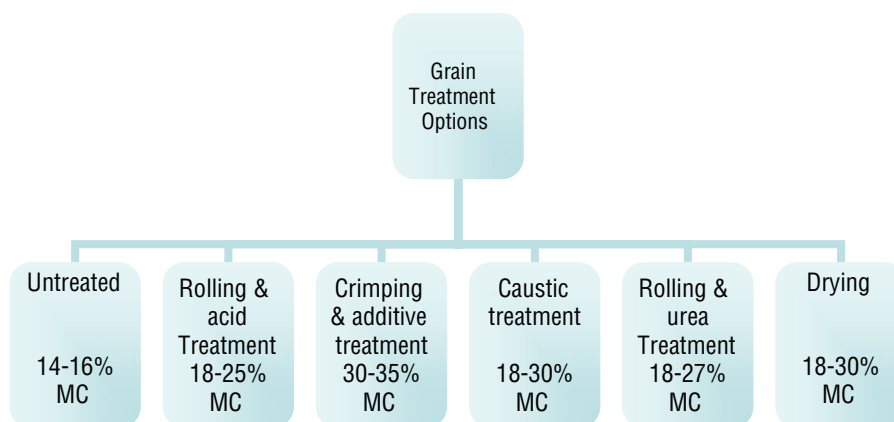 Grain
Treatment
Options
Untreated
14-16%
MC
Rolling &
acid
Treatment
18-25%
MC
Crimping
& additive
treatment
30-35%
MC
Caustic
treatment
18-30%
MC
Rolling &
urea
Treatment
18-27%
MC
Drying
18-30%
MC